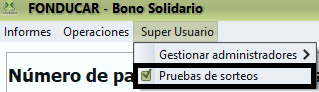 FONDUCAR - Bono Solidario
Informes Operaciones Super Usuario
Gestionar administradores
Número de pa
Pruebas de sorteos